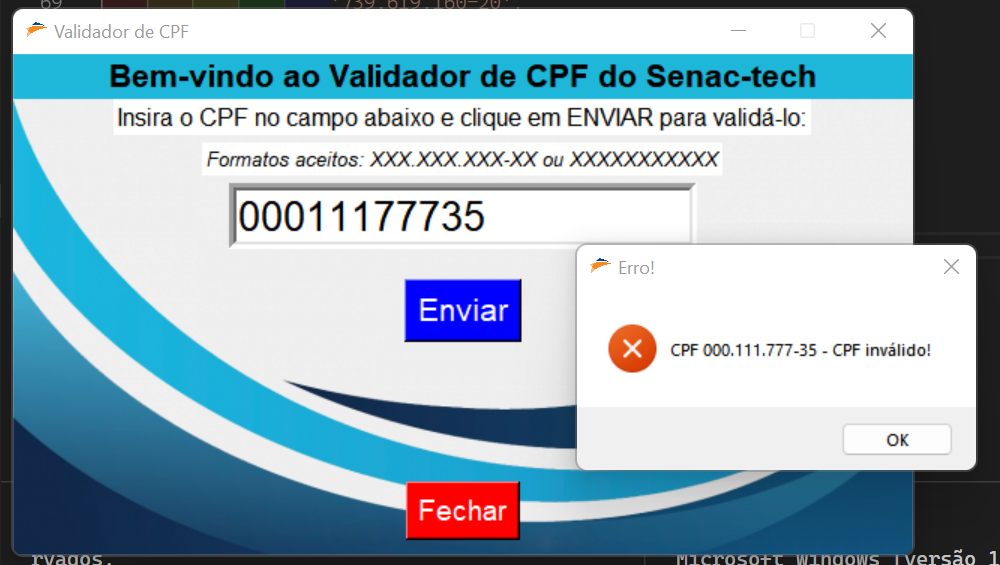 69 '739.619.160-20',
Validador de CPF
Bem-vindo ao Validador de CPF do Senac-tech
Insira o CPF no campo abaixo e clique em ENVIAR para validá-lo:
Formatos aceitos: XXX.XXX.XXX-XX ou XXXXXXXXXXX
00011177735
Enviar
Erro!
CPF 000.111.777-35 - CPF inválido!
OK
Fechar
rvados.
Microsoft Windows [versão 1